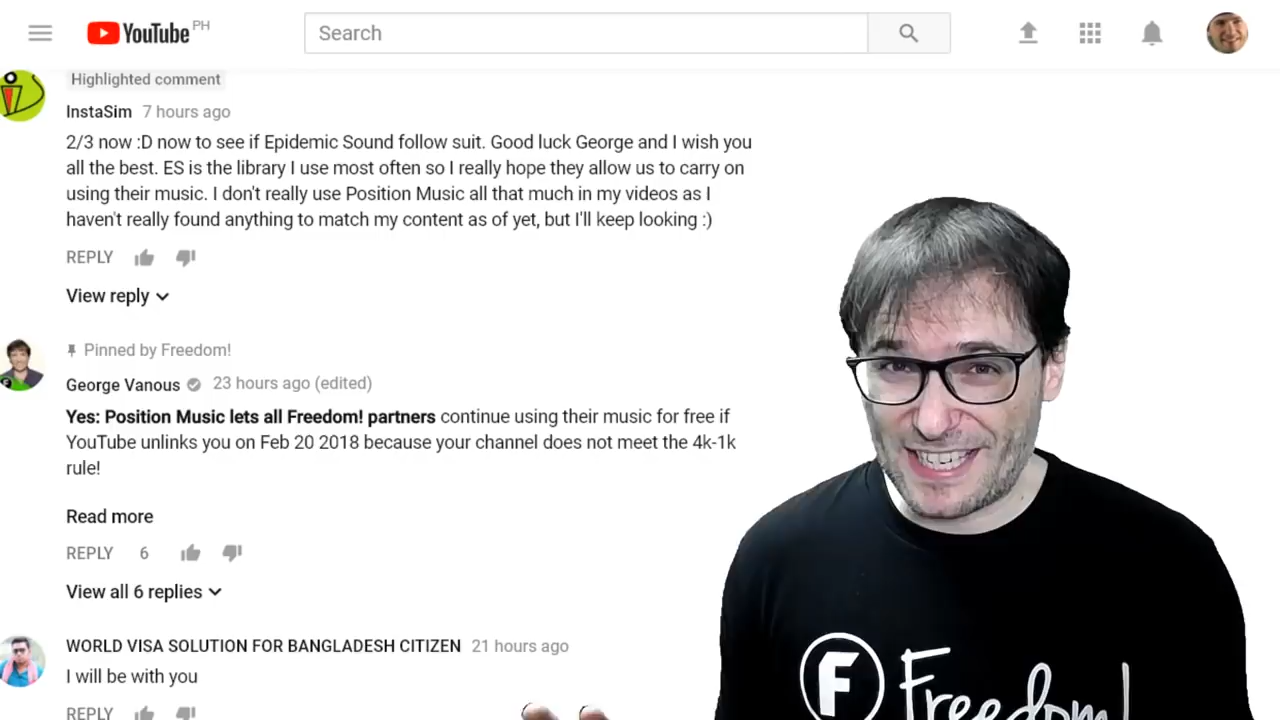 YouTube PH
Search
Highlighted comment
InstaSim 7 hours ago
2/3 now :D now to see if Epidemic Sound follow suit. Good luck George and I wish you
all the best. ES is the library I use most often so I really hope they allow us to carry on
using their music. I don't really use Position Music all that much in my videos as I
haven't really found anything to match my content as of yet, but I'll keep looking :)
REPLY
View reply
Pinned by Freedom!
George Vanous 23 hours ago (edited)
Yes: Position Music lets all Freedom! partners continue using their music for free if
YouTube unlinks you on Feb 20 2018 because your channel does not meet the 4k-1k
rule!
Read more
REPLY 6
View all 6 replies
WORLD VISA SOLUTION FOR BANGLADESH CITIZEN 21 hours ago
I will be with you
REPLY
F Freedom!